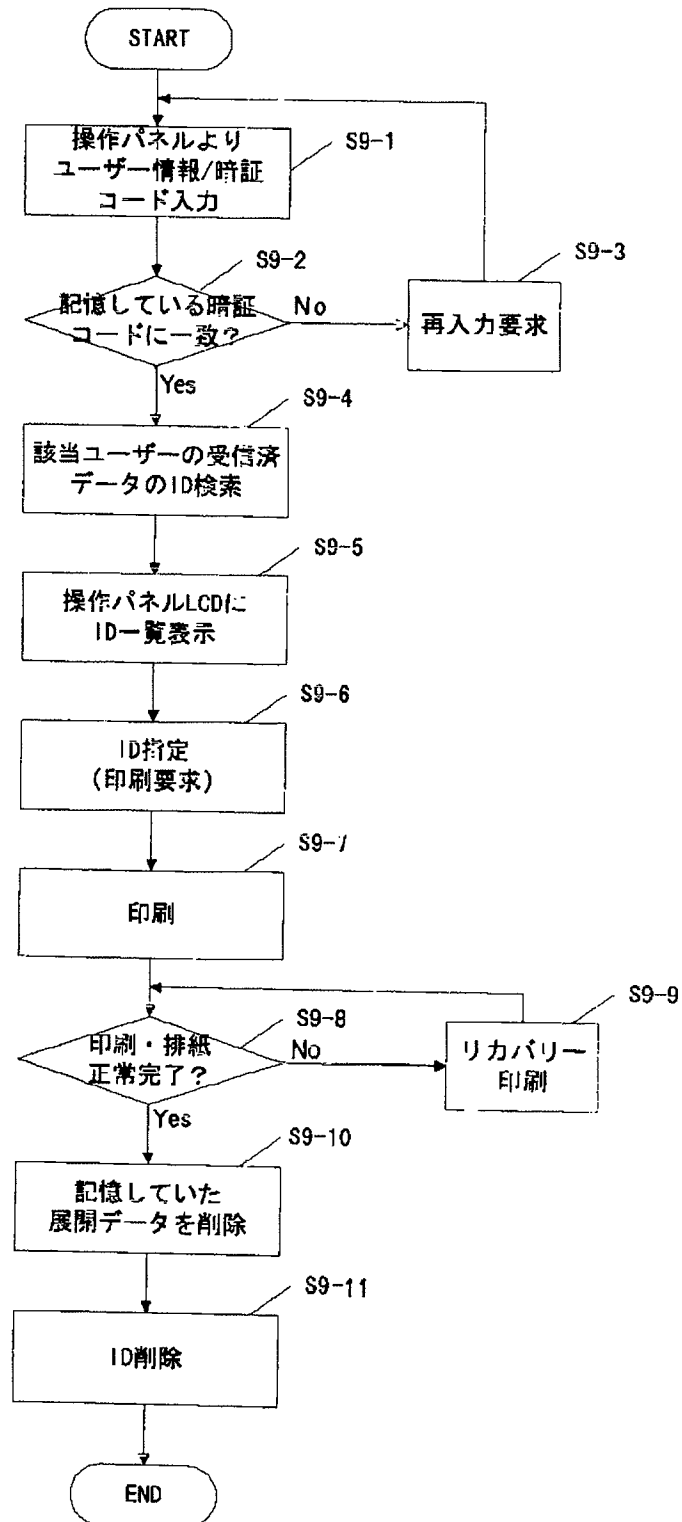 START
操作パネルより
ユーザー情報/暗証
コード入力
S9-1
S9-2
S9-3
記憶している暗証
コードに一致？
No
再入力要求
Yes
S9-4
該当ユーザーの受信済
データのID検索
S9-5
操作パネルLCDに
ID一覧表示
S9-6
ID指定
(印刷要求)
S9-7
印刷
S9-8
S9-9
印刷・排紙
正常完了？
No
リカバリー
印刷
Yes
S9-10
記憶していた
展開データを削除
S9-11
ID削除
END